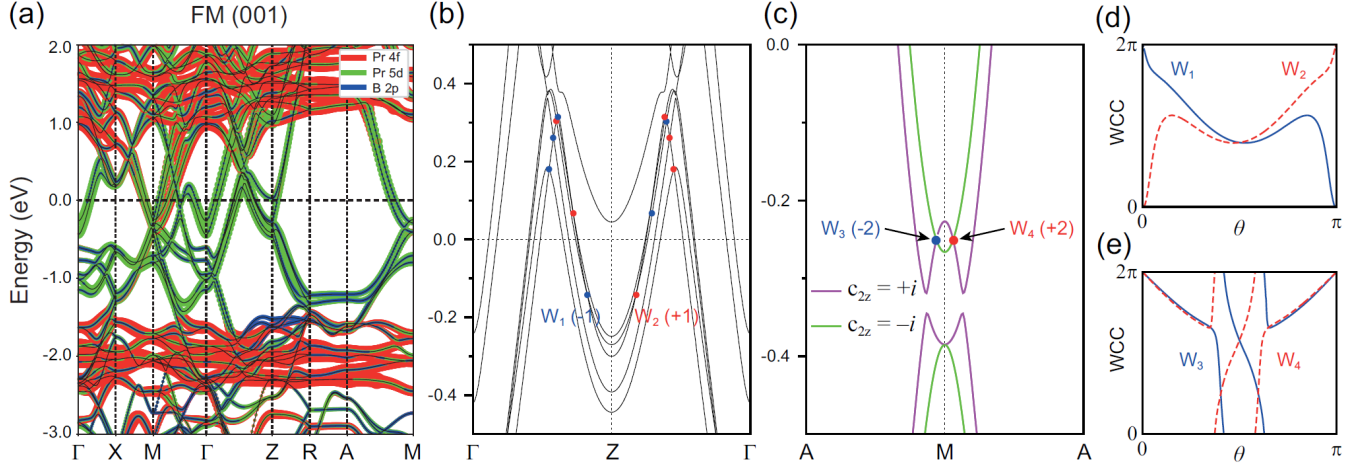 (a)
FM (001)
(b)
(c)
(d)
Energy (eV)
2.0
1.0
0.0
-1.0
-2.0
-3.0
Pr 4f
Pr 5d
B 2p
Γ X M Γ Z R A M
0.4
0.2
0.0
-0.2
-0.4
W1 (-1)
W2 (+1)
Γ Z Γ
0.0
-0.2
-0.4
W3 (-2)
W4 (+2)
c2z = +i
c2z = -i
A M A
2π
WCC
0
W1
W2
0 θ π
(e)
2π
WCC
0
W3
W4
0 θ π